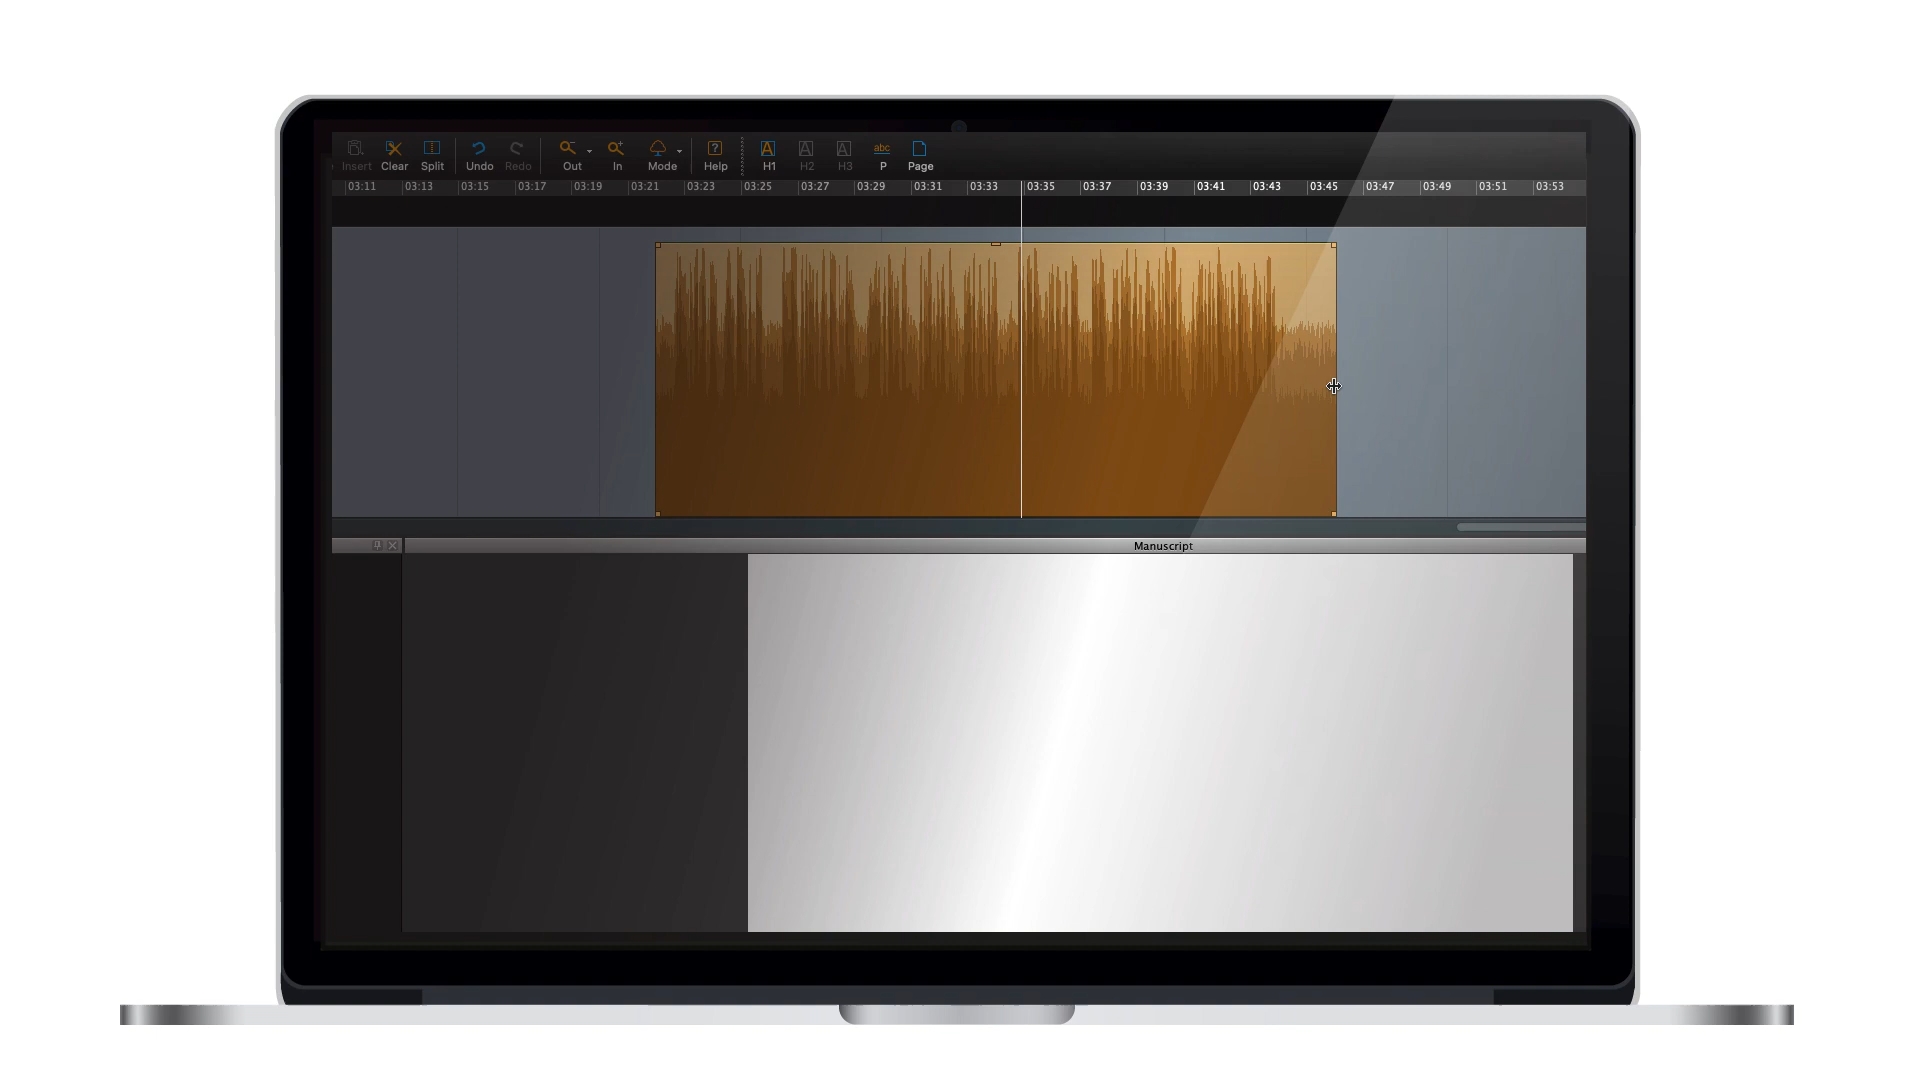 Insert Clear Split Undo Redo Out In Mode Help H1 H2 H3 abc P Page
03:11 03:13 03:15 03:17 03:19 03:21 03:23 03:25 03:27 03:29 03:31 03:33 03:35 03:37 03:39 03:41 03:43 03:45 03:47 03:49 03:51 03:53
Manuscript